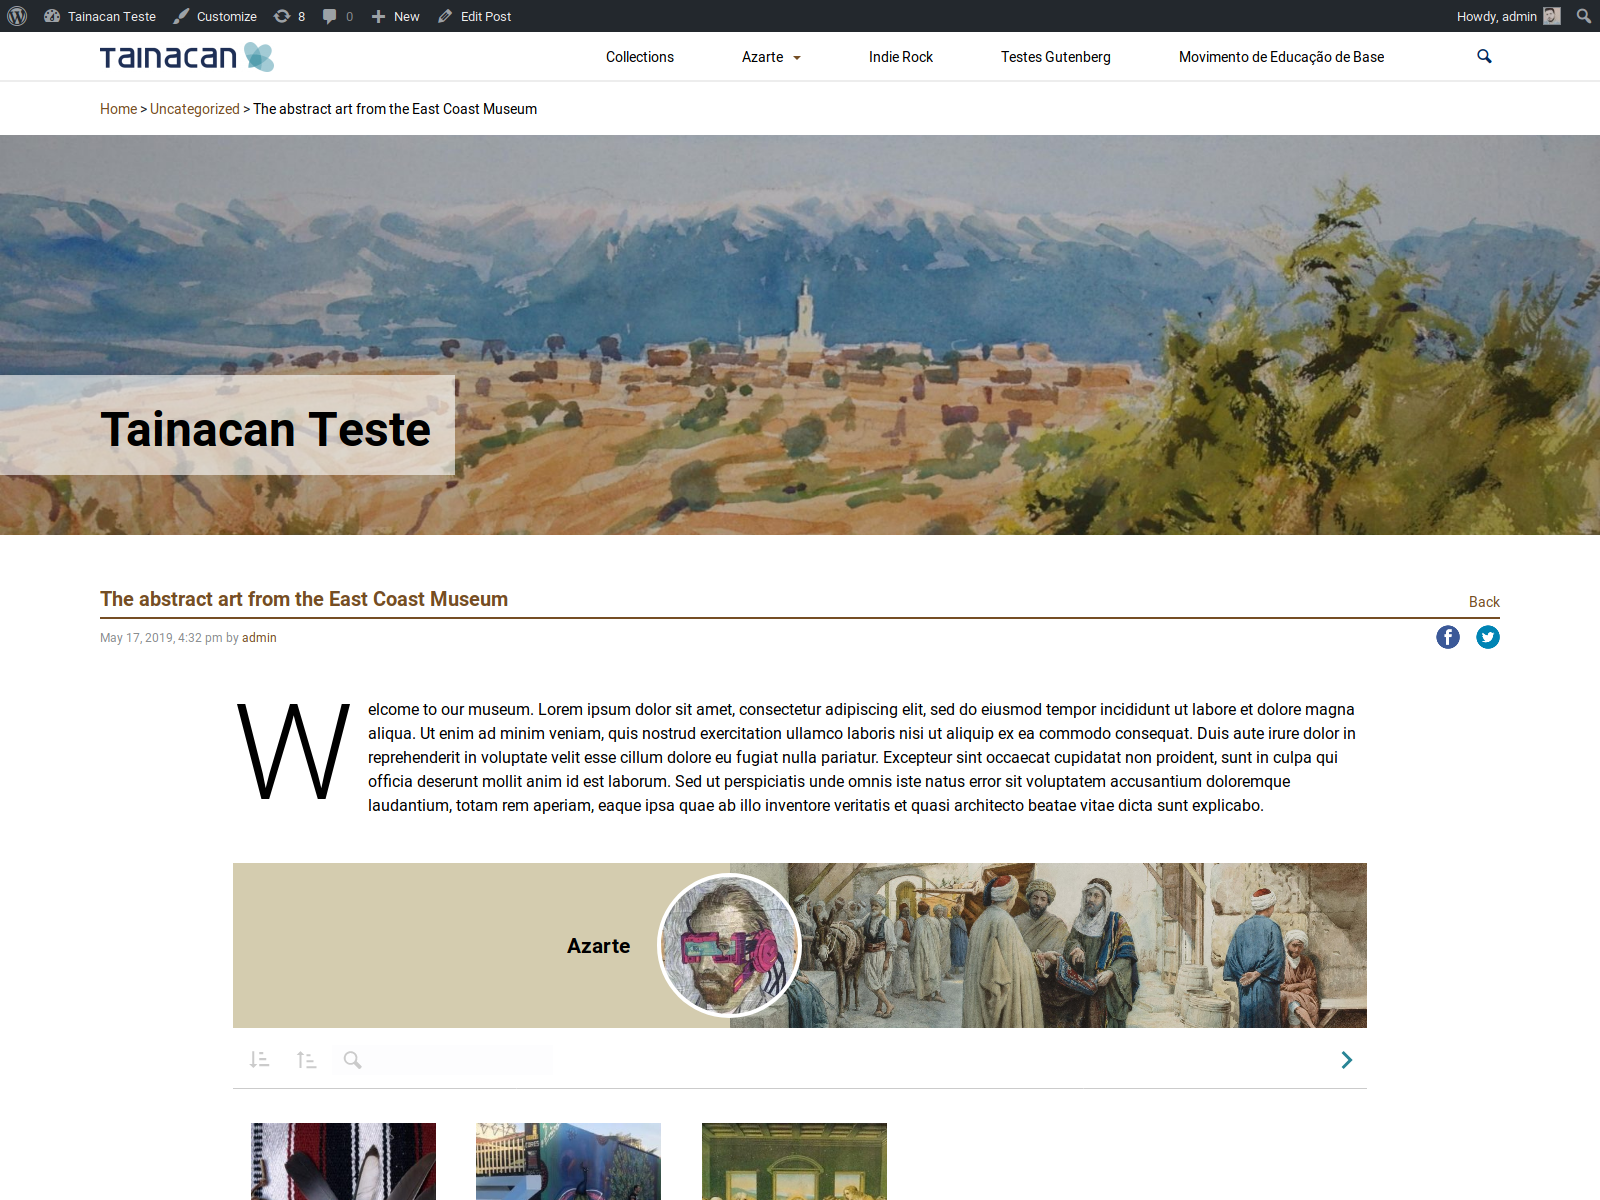 Tainacan Teste Customize 8 0 New Edit Post Howdy, admin
TAINACAN Collections Azarte Indie Rock Testes Gutenberg Movimento de Educação de Base
Home > Uncategorized > The abstract art from the East Coast Museum
Tainacan Teste
The abstract art from the East Coast Museum Back
May 17, 2019, 4:32 pm by admin
Welcome to our museum. Lorem ipsum dolor sit amet, consectetur adipiscing elit, sed do eiusmod tempor incididunt ut labore et dolore magna
aliqua. Ut enim ad minim veniam, quis nostrud exercitation ullamco laboris nisi ut aliquip ex ea commodo consequat. Duis aute irure dolor in
reprehenderit in voluptate velit esse cillum dolore eu fugiat nulla pariatur. Excepteur sint occaecat cupidatat non proident, sunt in culpa qui
officia deserunt mollit anim id est laborum. Sed ut perspiciatis unde omnis iste natus error sit voluptatem accusantium doloremque
laudantium, totam rem aperiam, eaque ipsa quae ab illo inventore veritatis et quasi architecto beatae vitae dicta sunt explicabo.
Azarte